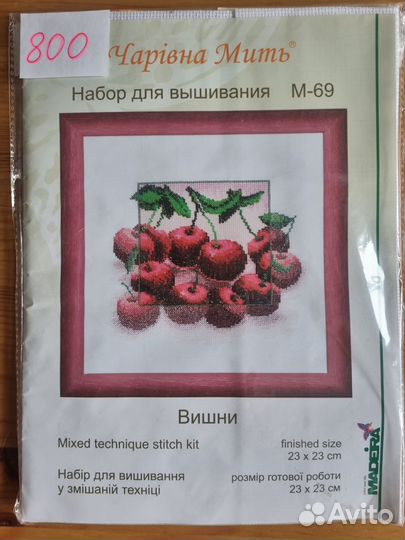 800
Чарівна Мить®
Набор для вышивания М-69
Вишни
Mixed technique stitch kit
finished size
23 x 23 cm
Набір для вишивання
у змішаній техніці
розмір готової роботи
23 x 23 см
MADEIRA
Avito